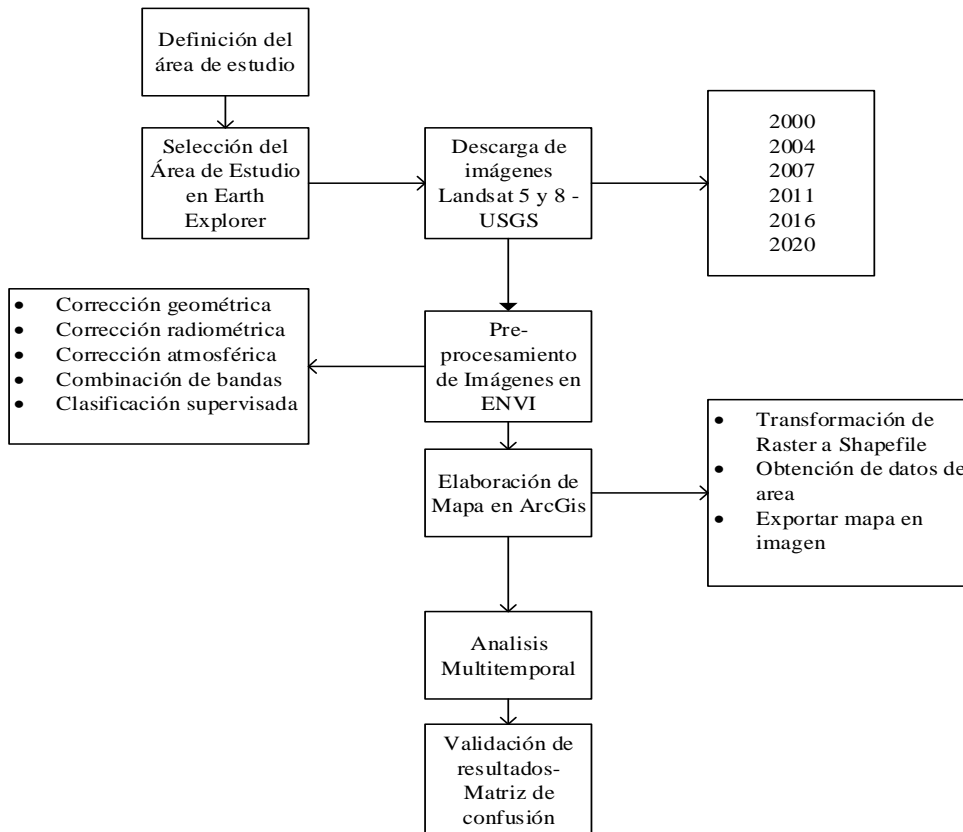 Definición del
área de estudio
Selección del
Área de Estudio
en Earth
Explorer
Descarga de
imágenes
Landsat 5 y 8 -
USGS
2000
2004
2007
2011
2016
2020
• Corrección geométrica
• Corrección radiométrica
• Corrección atmosférica
• Combinación de bandas
• Clasificación supervisada
Pre-
procesamiento
de Imágenes en
ENVI
• Transformación de
Raster a Shapefile
• Obtención de datos de
area
• Exportar mapa en
imagen
Elaboración de
Mapa en ArcGis
Analisis
Multitemporal
Validación de
resultados-
Matriz de
confusión